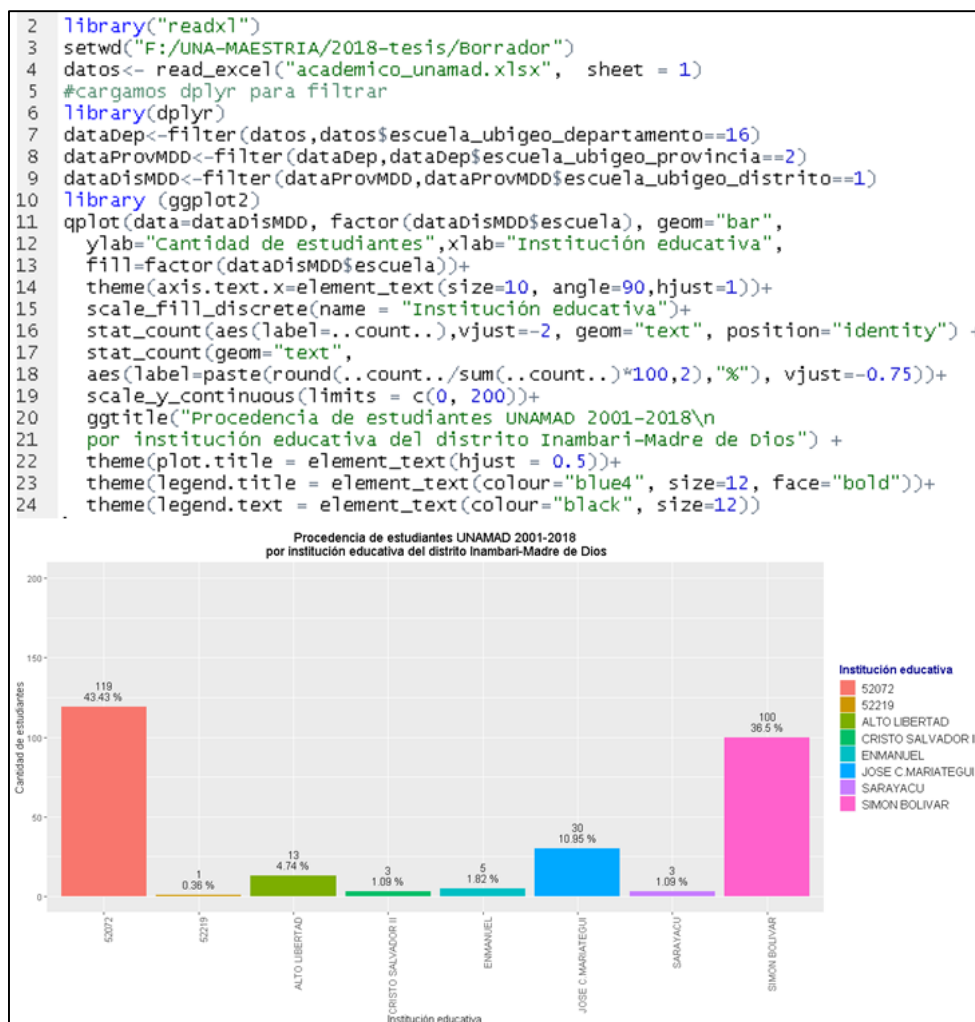 2 library("readxl")
3 setwd("F:/UNA-MAESTRIA/2018-tesis/Borrador")
4 datos<- read_excel("academico_unamad.xlsx",  sheet = 1)
5 #cargamos dplyr para filtrar
6 library(dplyr)
7 dataDep<-filter(datos,datos$escuela_ubigeo_departamento==16)
8 dataProvMDD<-filter(dataDep,dataDep$escuela_ubigeo_provincia==2)
9 dataDisMDD<-filter(dataProvMDD,dataProvMDD$escuela_ubigeo_distrito==1)
10 library (ggplot2)
11 qplot(data=dataDisMDD, factor(dataDisMDD$escuela), geom="bar",
12 ylab="Cantidad de estudiantes",xlab="Institución educativa",
13 fill=factor(dataDisMDD$escuela))+
14 theme(axis.text.x=element_text(size=10, angle=90,hjust=1))+
15 scale_fill_discrete(name = "Institución educativa")+
16 stat_count(aes(label=..count..),vjust=-2, geom="text", position="identity") +
17 stat_count(geom="text",
18 aes(label=paste(round(..count../sum(..count..)*100,2),"%"), vjust=-0.75))+
19 scale_y_continuous(limits = c(0, 200))+
20 ggtitle("Procedencia de estudiantes UNAMAD 2001-2018\n
21 por institución educativa del distrito Inambari-Madre de Dios") +
22 theme(plot.title = element_text(hjust = 0.5))+
23 theme(legend.title = element_text(colour="blue4", size=12, face="bold"))+
24 theme(legend.text = element_text(colour="black", size=12))
Procedencia de estudiantes UNAMAD 2001-2018
por institución educativa del distrito Inambari-Madre de Dios
Cantidad de estudiantes
200
150
100
50
0
119
43.43 %
1
0.36 %
13
4.74 %
3
1.09 %
5
1.82 %
30
10.95 %
3
1.09 %
100
36.5 %
52072
52219
ALTO LIBERTAD
CRISTO SALVADOR II
ENMANUEL
JOSE C.MARIATEGUI
SARAYACU
SIMON BOLIVAR
Institución educativa
Institución educativa
52072
52219
ALTO LIBERTAD
CRISTO SALVADOR I
ENMANUEL
JOSE C.MARIATEGUI
SARAYACU
SIMON BOLIVAR